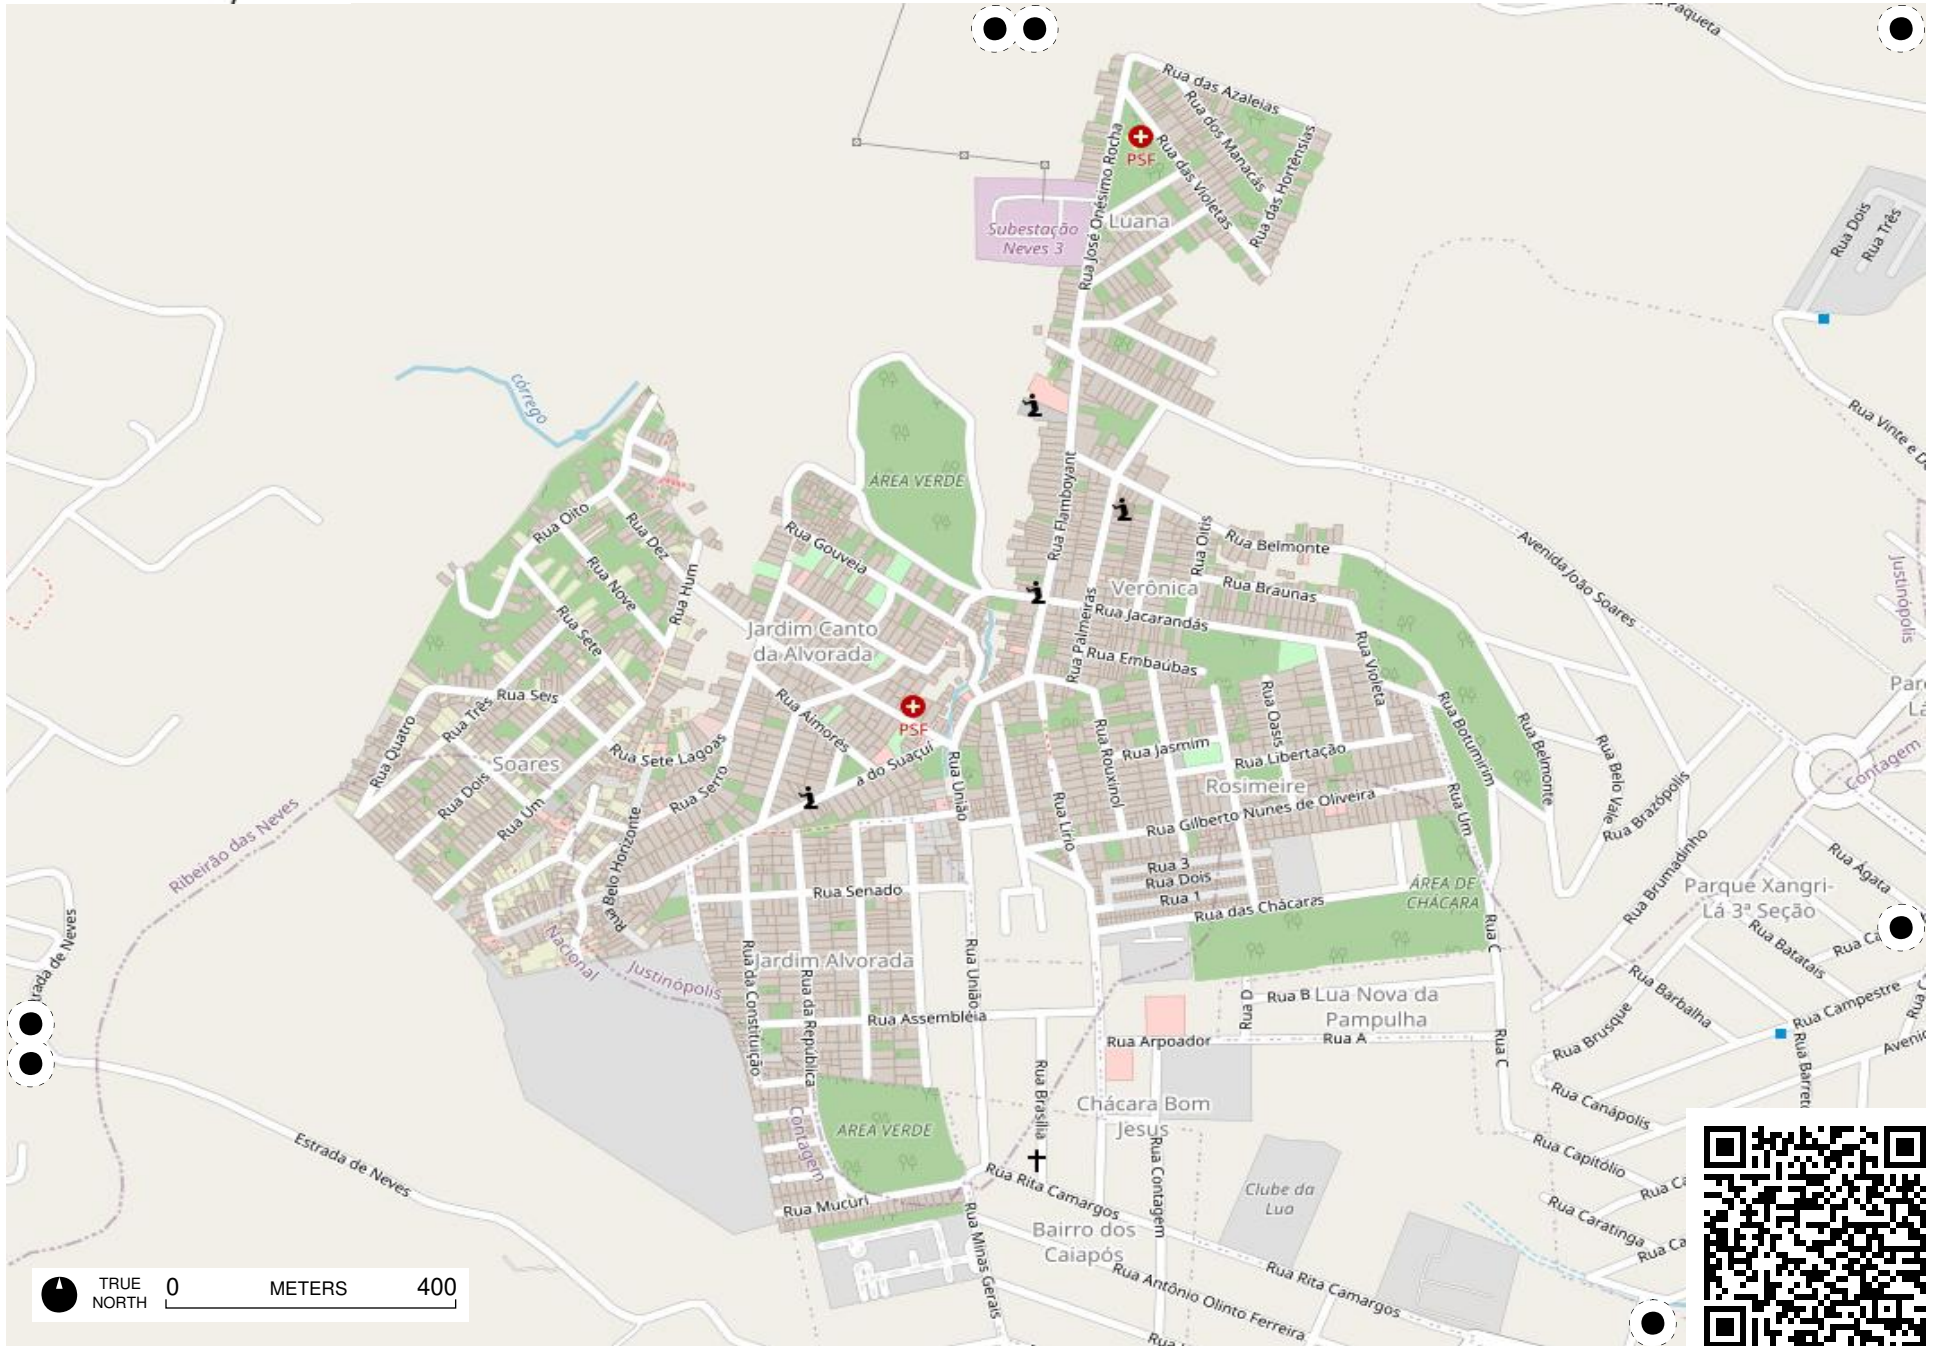 Rua das Azaleias
Rua dos Manacás
Rua das Hortênsias
Rua José Onésimo Rocha
PSF
Rua das Violetas
Luana
Subestação
Neves 3
Rua Dois
Rua Três
córrego
ÁREA VERDE
Rua Flamboyant
Rua Oitis
Rua Belmonte
Avenida João Soares
Justinópolis
Rua Oito
Rua Dez
Rua Nove
Rua Hum
Rua Sete
Rua Gouveia
Verônica
Rua Braúnas
Rua Jacarandás
Rua Palmeiras
Rua Embaúbas
Jardim Canto
da Alvorada
Rua Violeta
Rua Botumirim
Rua Belmonte
Rua Belo Vale
Contagem
Rua Seis
Rua Três
Rua Quatro
Soares
Rua Dois
Rua Um
Rua Sete Lagoas
Rua Serro
Rua Aimorés
PSF
a do Suaçuí
Rua União
Rua Oásis
Rua Rouxinol
Rua Jasmim
Rua Libertação
Rosimeire
Rua Gilberto Nunes de Oliveira
Rua Lírio
Rua Um
Rua Brazópolis
Rua Brumadinho
Rua Ágata
Ribeirão das Neves
Rua Belo Horizonte
Rua Senado
Rua 3
Rua Dois
Rua 1
Rua das Chácaras
ÁREA DE
CHÁCARA
Parque Xangri-
Lá 3ª Seção
Rua Batatais
Estrada de Neves
Nacional
Justinópolis
Jardim Alvorada
Rua da Constituição
Rua da República
Rua União
Rua Assembléia
Rua C
Rua D
Rua B
Lua Nova da
Pampulha
Rua A
Rua Arpoador
Rua C
Rua Barbalha
Rua Campestre
Rua Brusque
Rua Canápolis
Rua Capitólio
Rua Caratinga
Rua Brasília
Chácara Bom
Jesus
Rua Contagem
AREA VERDE
Contagem
Rua Mucuri
Estrada de Neves
Rua Rita Camargos
Rua Minas Gerais
Bairro dos
Caiapós
Clube da
Lua
Rua Antônio Olinto Ferreira
Rua Rita Camargos
TRUE
NORTH
0 METERS 400